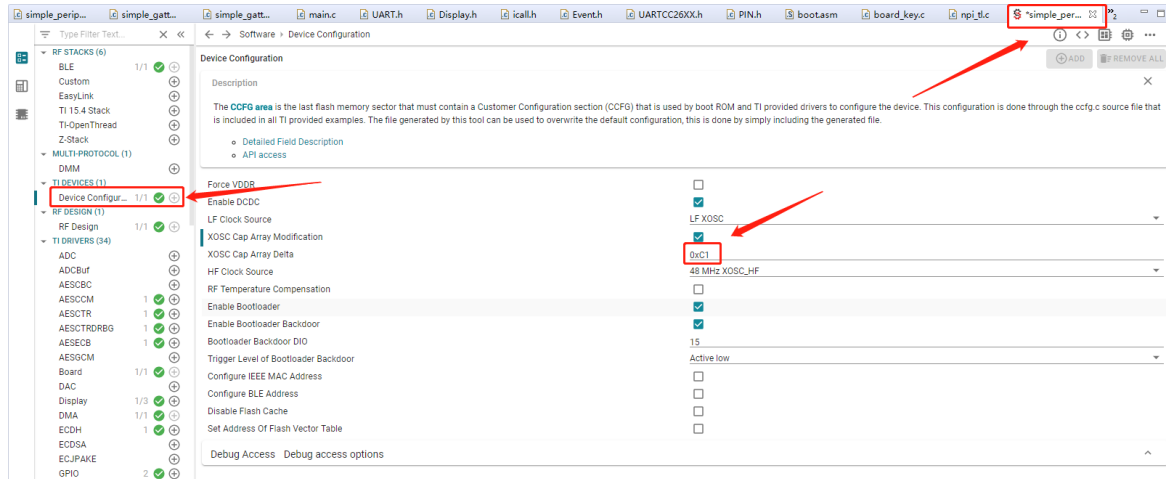 simple_perip... simple_gatt... simple_gatt... main.c UART.h Display.h icall.h Event.h UARTCC26XX.h PIN.h boot.asm board_key.c npi_tl.c *simple_per... »2
Type Filter Text... Software › Device Configuration
RF STACKS (6)
BLE 1/1
Custom
EasyLink
TI 15.4 Stack
TI-OpenThread
Z-Stack
MULTI-PROTOCOL (1)
DMM
TI DEVICES (1)
Device Configur... 1/1
RF DESIGN (1)
RF Design 1/1
TI DRIVERS (34)
ADC
ADCBuf
AESCBC
AESCCM 1
AESCTR 1
AESCTRDRBG 1
AESECB 1
AESGCM
Board 1/1
DAC
Display 1/3
DMA 1/1
ECDH 1
ECDSA
ECJPAKE
GPIO 2
Device Configuration ADD REMOVE ALL
Description
The CCFG area is the last flash memory sector that must contain a Customer Configuration section (CCFG) that is used by boot ROM and TI provided drivers to configure the device. This configuration is done through the ccfg.c source file that
is included in all TI provided examples. The file generated by this tool can be used to overwrite the default configuration, this is done by simply including the generated file.
Detailed Field Description
API access
Force VDDR
Enable DCDC
LF Clock Source LF XOSC
XOSC Cap Array Modification
XOSC Cap Array Delta 0xC1
HF Clock Source 48 MHz XOSC_HF
RF Temperature Compensation
Enable Bootloader
Enable Bootloader Backdoor
Bootloader Backdoor DIO 15
Trigger Level of Bootloader Backdoor Active low
Configure IEEE MAC Address
Configure BLE Address
Disable Flash Cache
Set Address Of Flash Vector Table
Debug Access Debug access options